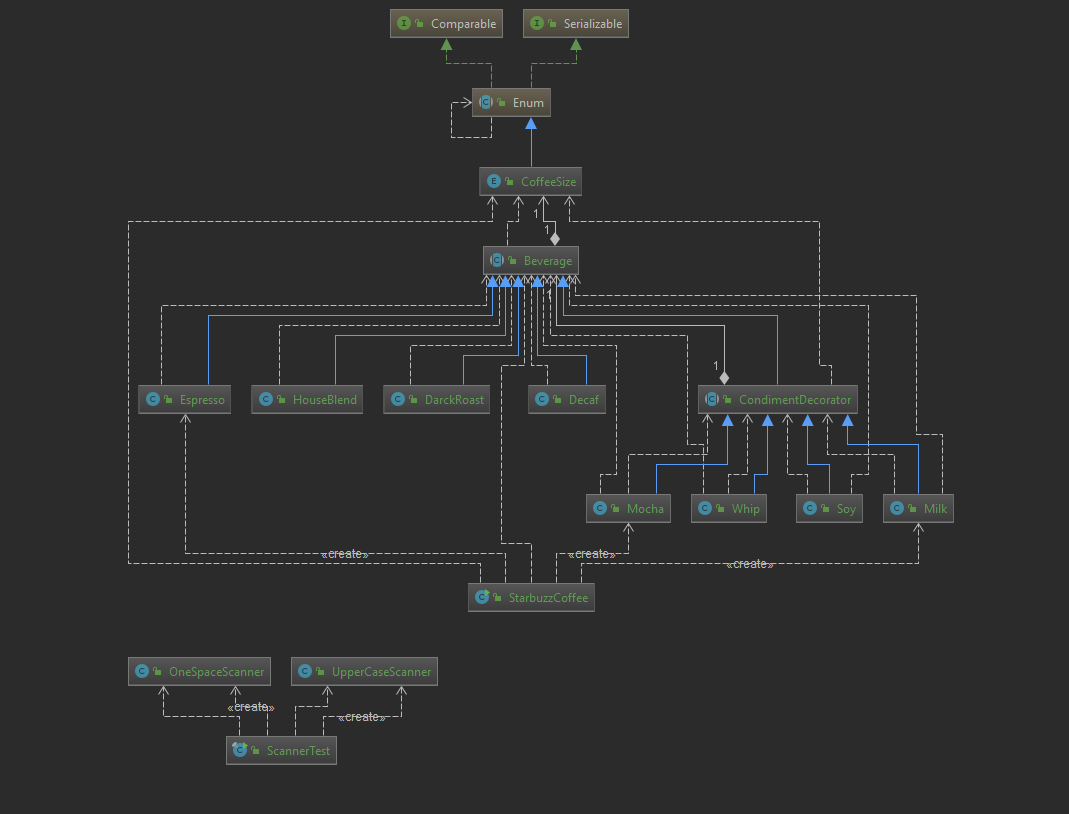 Comparable
Serializable
Enum
CoffeeSize
1
1
Beverage
1
1
Espresso
HouseBlend
DarckRoast
Decaf
CondimentDecorator
Mocha
Whip
Soy
Milk
«create»
«create»
«create»
StarbuzzCoffee
OneSpaceScanner
UpperCaseScanner
«create»
«create»
ScannerTest